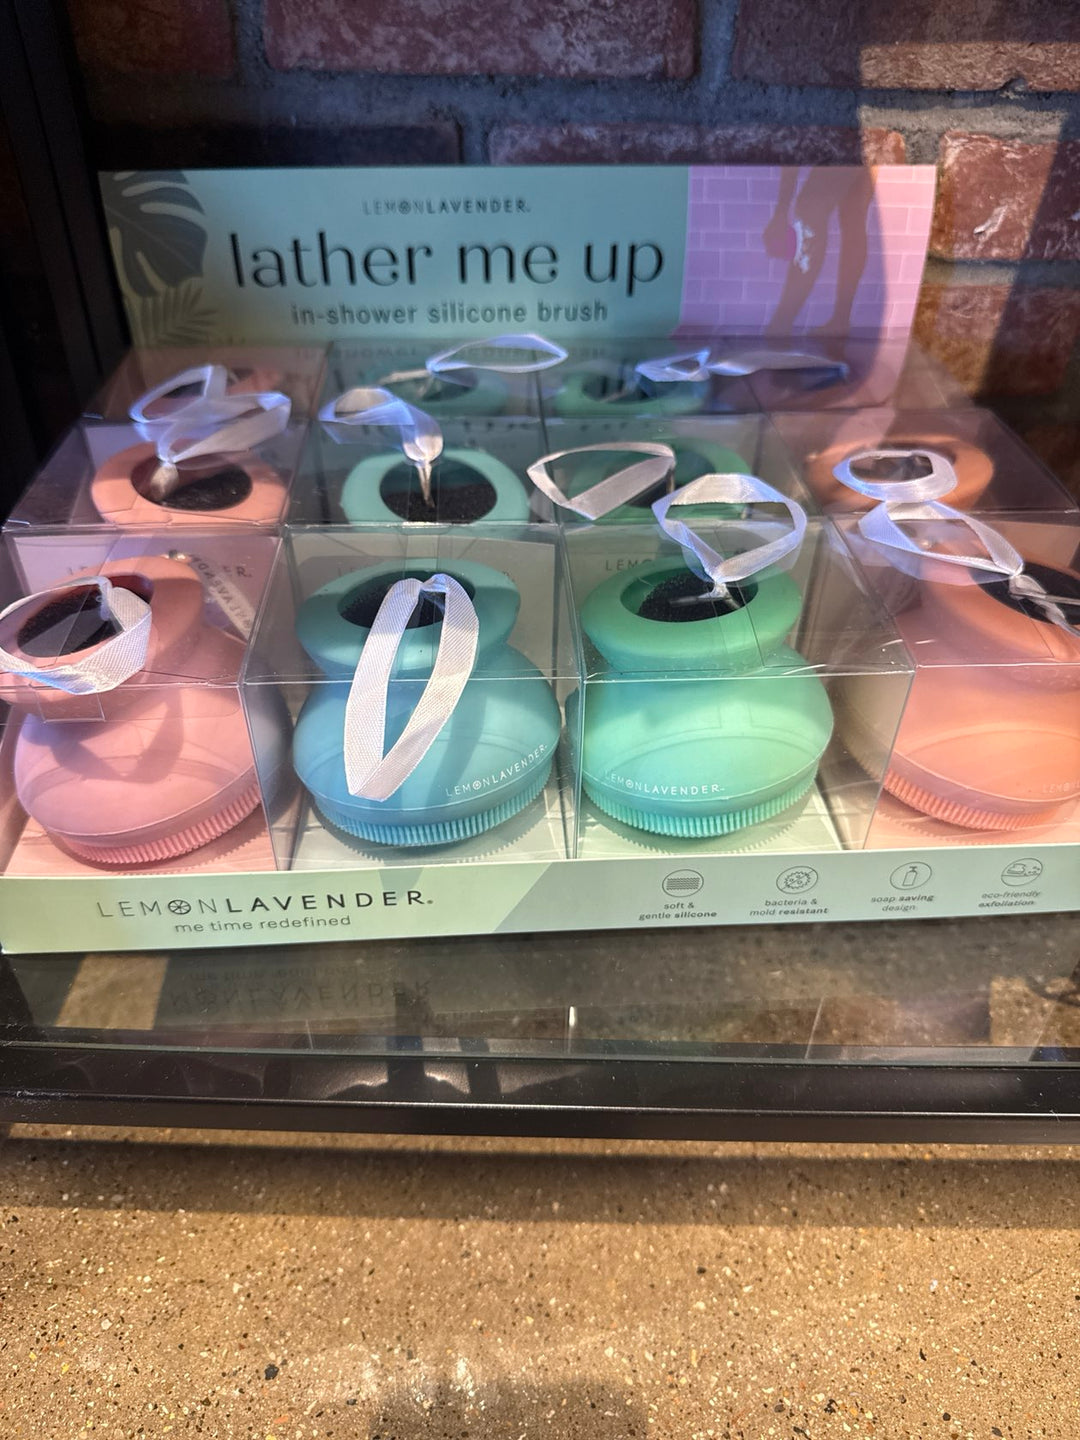 LEMONLAVENDER®
lather me up
in-shower silicone brush
LEMONLAVENDER
LEMONLAVENDER
LEMONLAVENDER®
me time redefined
soft &
gentle silicone
bacteria &
mold resistant
soap saving
design
eco-friendly
exfoliation